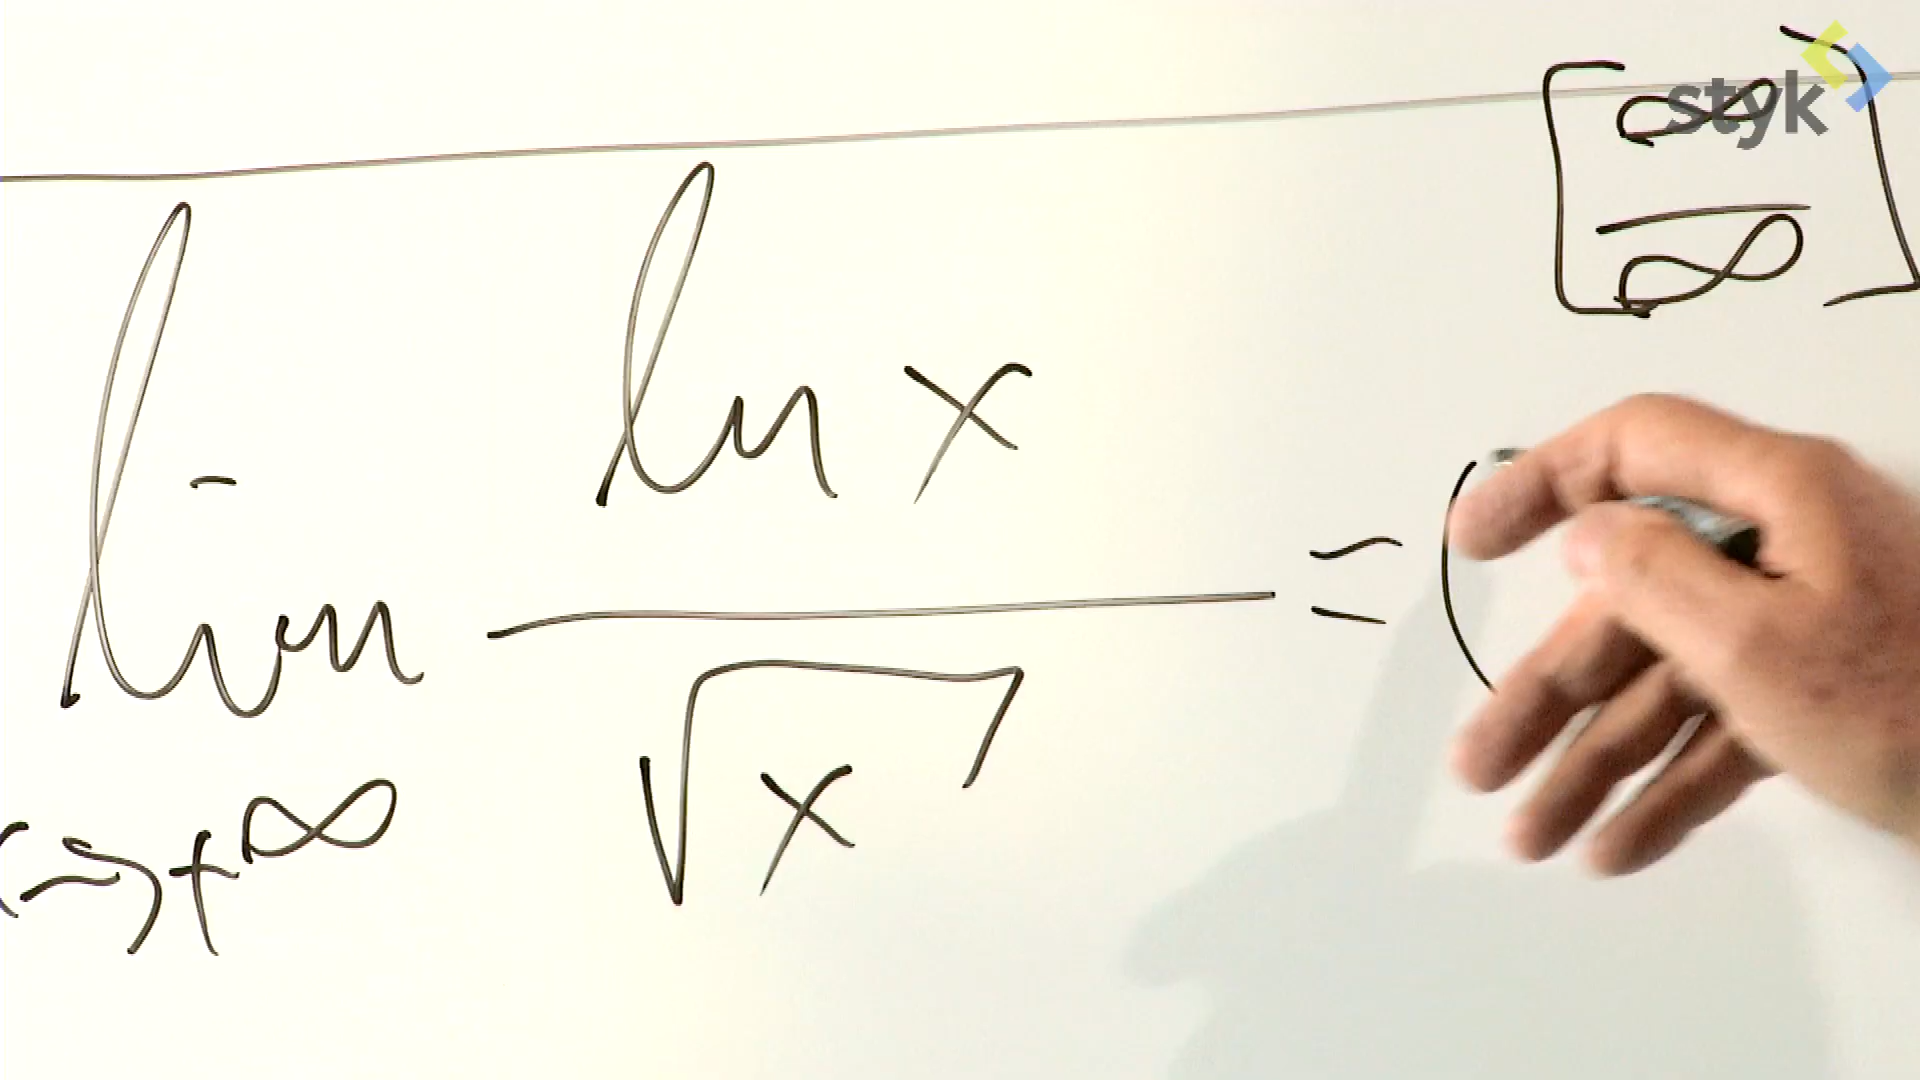 styk
[∞/∞]
lim x→+∞ ln x / √x = (